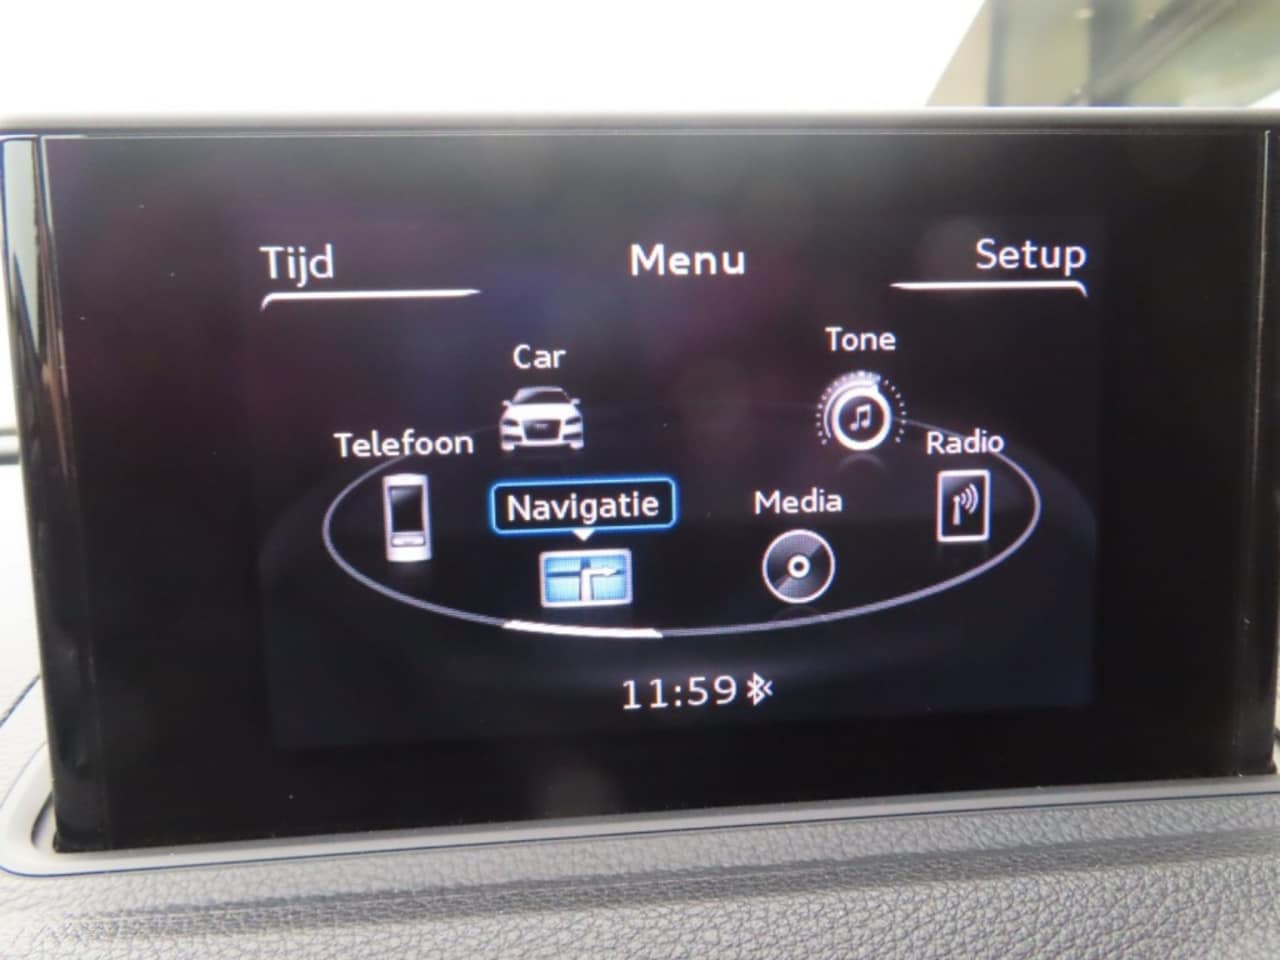 Tijd Menu Setup
Car
Tone
Telefoon
Radio
Navigatie
Media
11:59